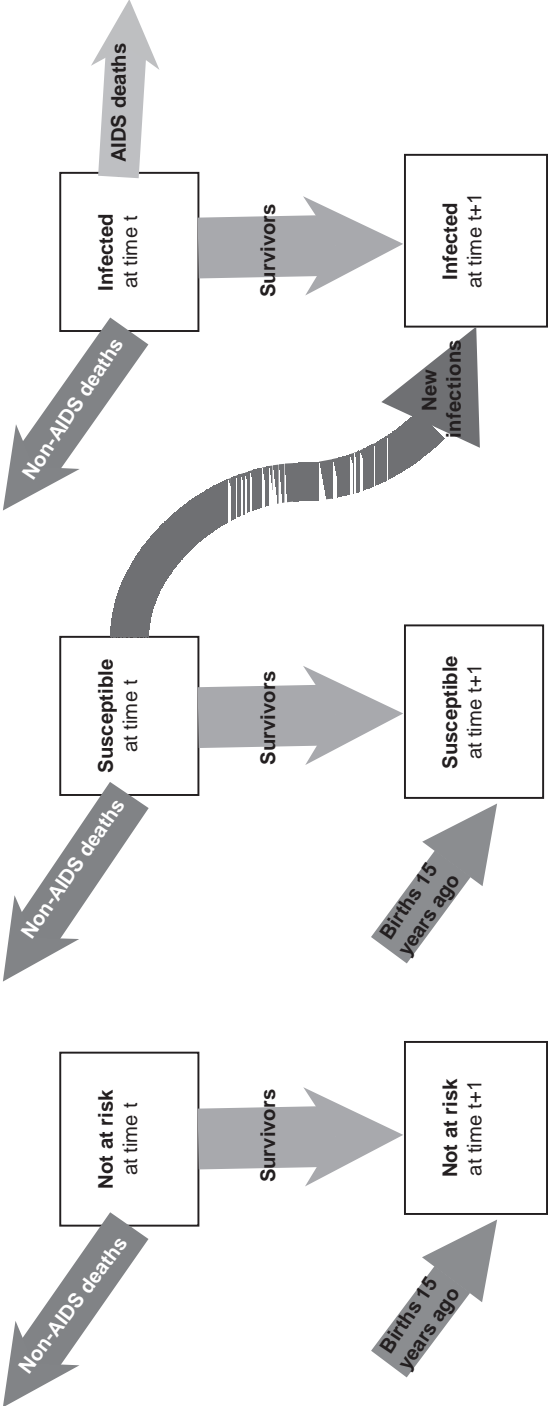 Non-AIDS deaths
Not at risk
at time t
Survivors
Births 15
years ago
Not at risk
at time t+1
Non-AIDS deaths
Susceptible
at time t
Survivors
Births 15
years ago
Susceptible
at time t+1
Non-AIDS deaths
Infected
at time t
AIDS deaths
Survivors
New
infections
Infected
at time t+1